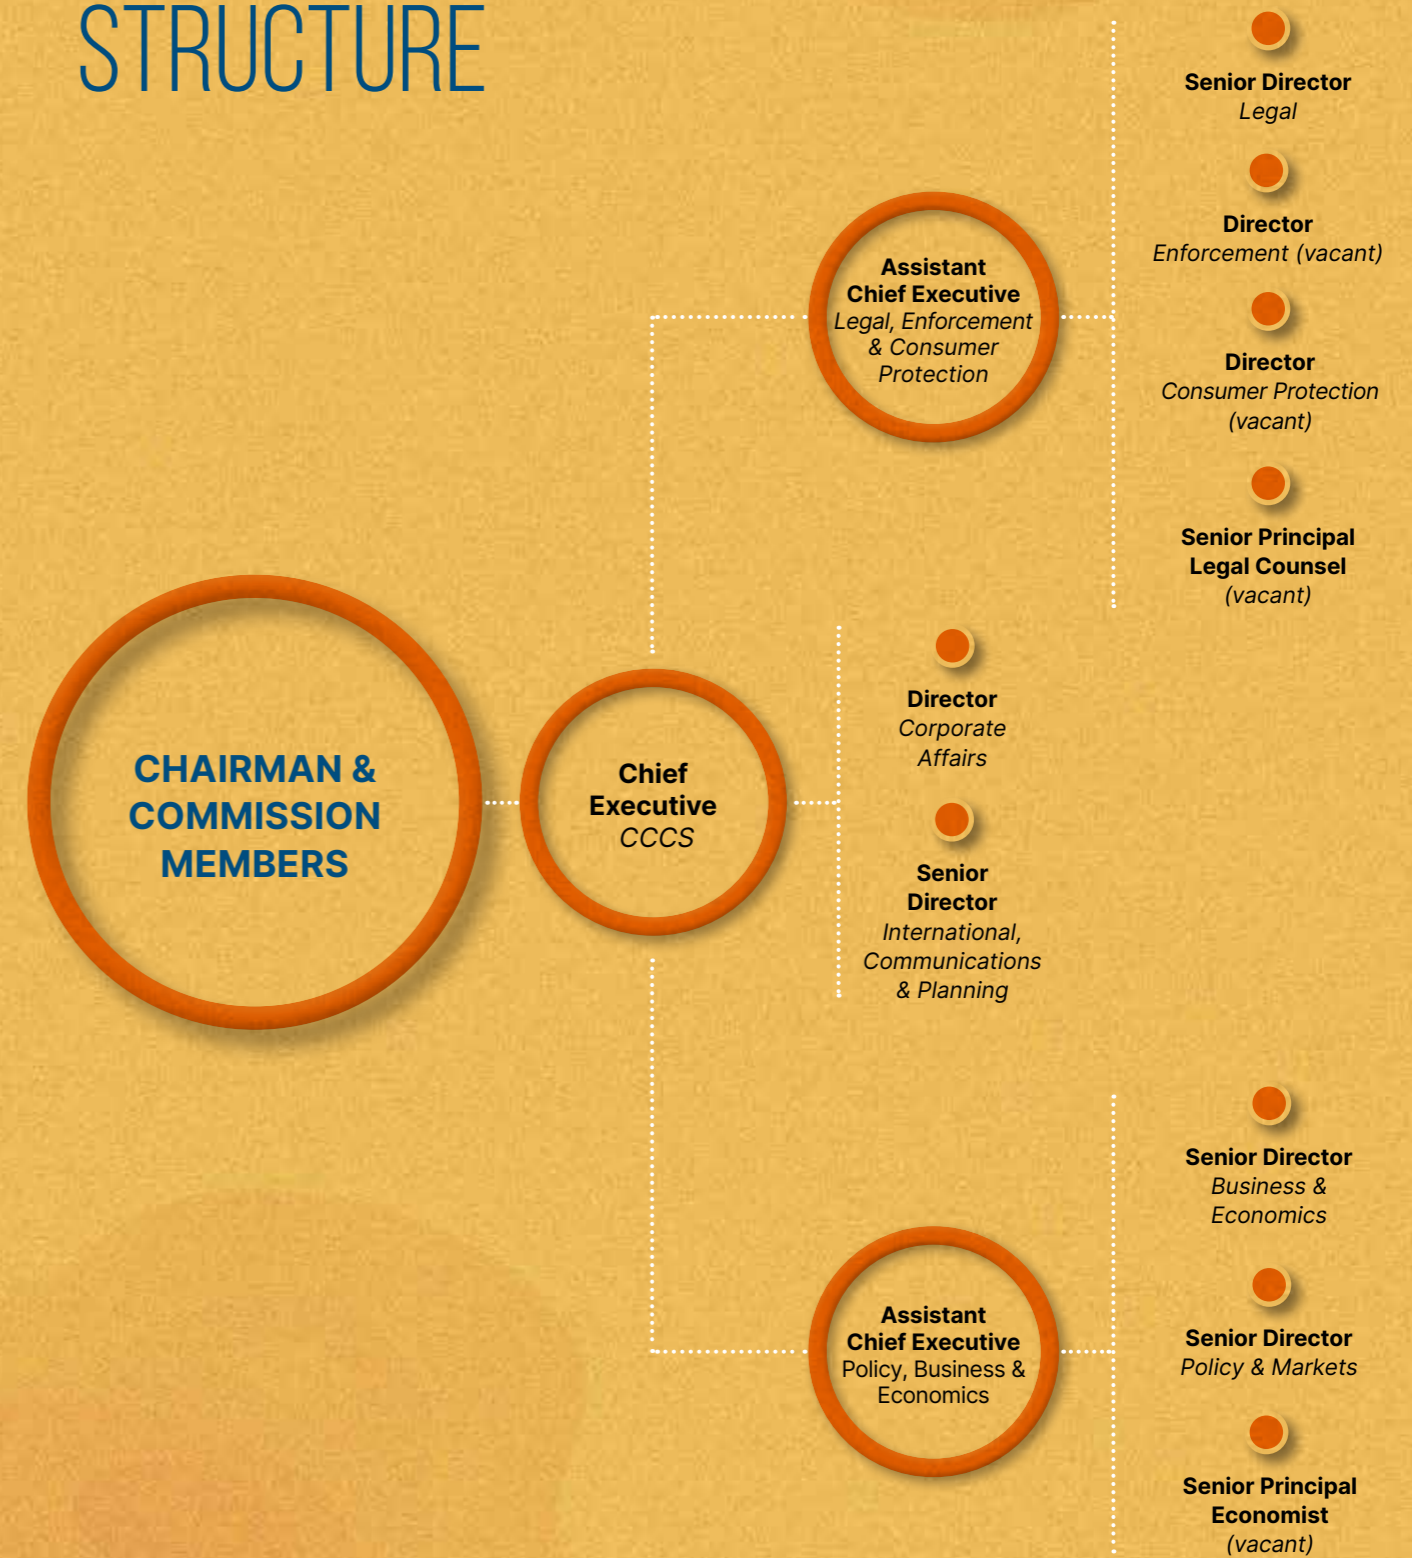 STRUCTURE
Senior Director
Legal
Director
Enforcement (vacant)
Director
Consumer Protection
(vacant)
Senior Principal
Legal Counsel
(vacant)
Assistant
Chief Executive
Legal, Enforcement
& Consumer
Protection
CHAIRMAN &
COMMISSION
MEMBERS
Chief
Executive
CCCS
Director
Corporate
Affairs
Senior
Director
International,
Communications
& Planning
Assistant
Chief Executive
Policy, Business &
Economics
Senior Director
Business &
Economics
Senior Director
Policy & Markets
Senior Principal
Economist
(vacant)